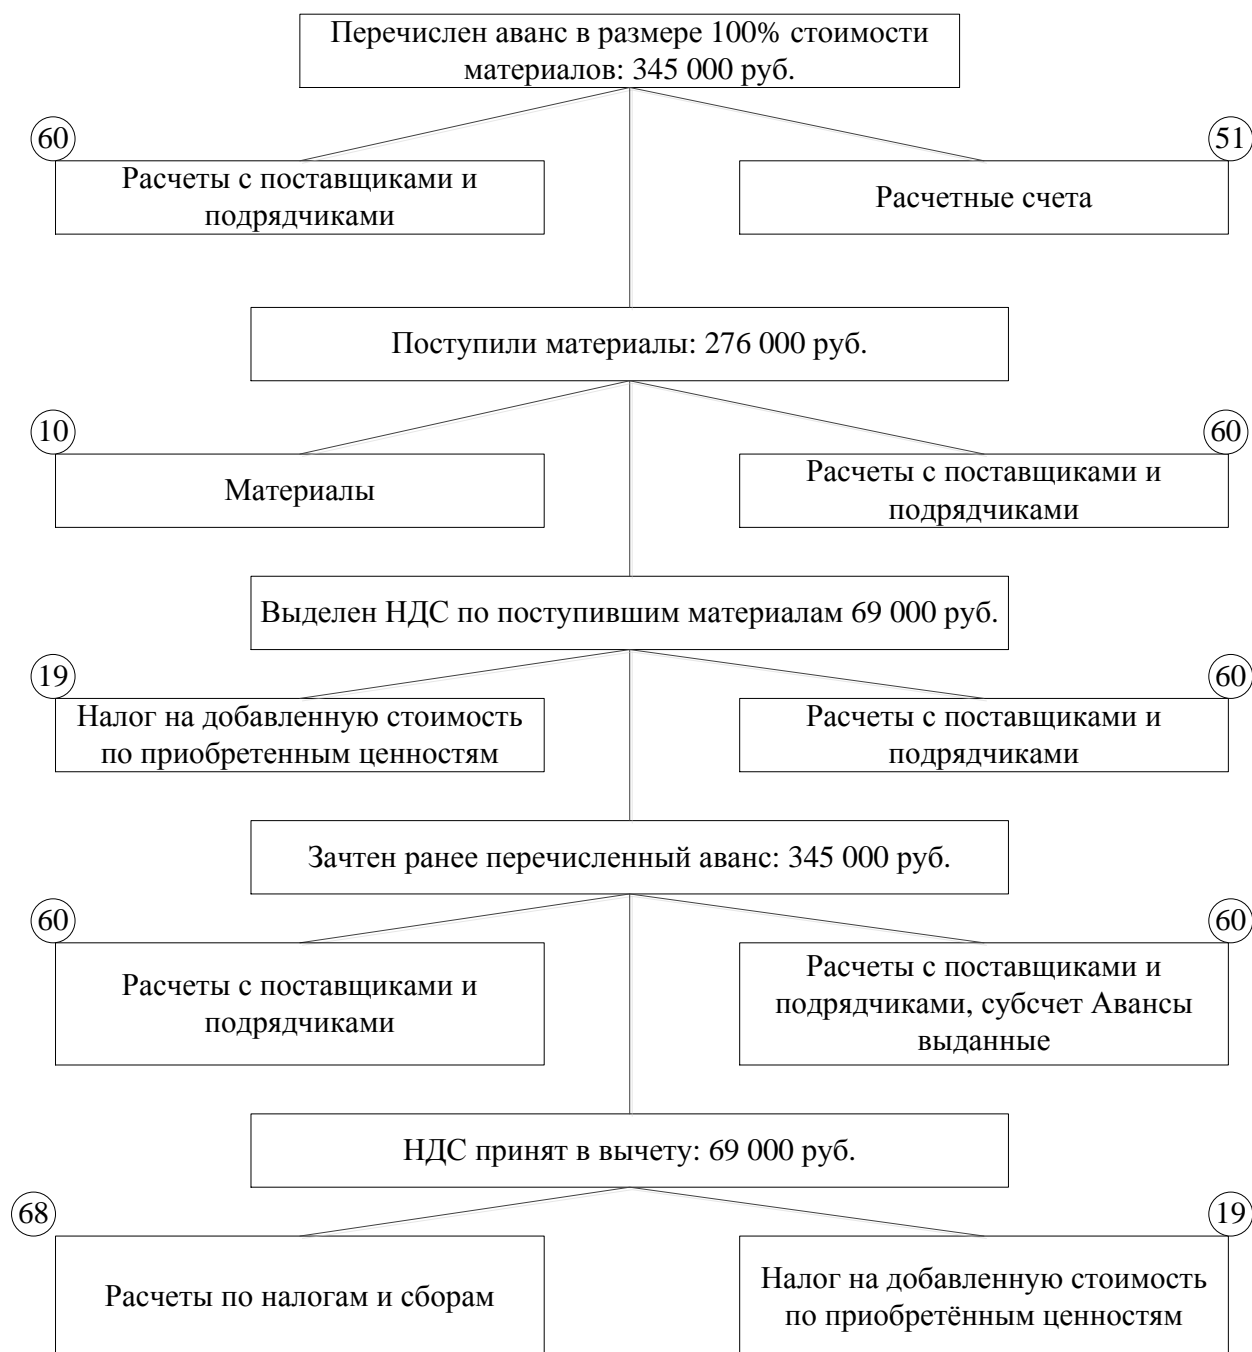 Перечислен аванс в размере 100% стоимости
материалов: 345 000 руб.
60
51
Расчеты с поставщиками и
подрядчиками
Расчетные счета
Поступили материалы: 276 000 руб.
10
60
Материалы
Расчеты с поставщиками и
подрядчиками
Выделен НДС по поступившим материалам 69 000 руб.
19
60
Налог на добавленную стоимость
по приобретенным ценностям
Расчеты с поставщиками и
подрядчиками
Зачтен ранее перечисленный аванс: 345 000 руб.
60
60
Расчеты с поставщиками и
подрядчиками
Расчеты с поставщиками и
подрядчиками, субсчет Авансы
выданные
НДС принят в вычету: 69 000 руб.
68
19
Расчеты по налогам и сборам
Налог на добавленную стоимость
по приобретённым ценностям